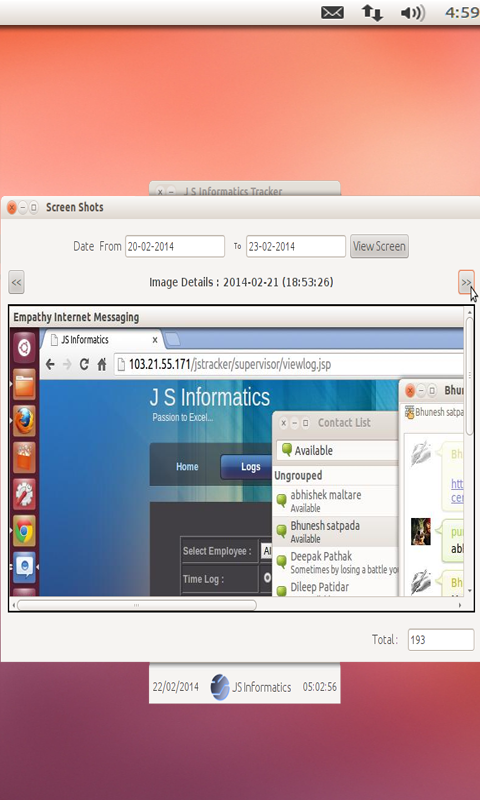 4:59
J S Informatics Tracker
Screen Shots
Date From 20-02-2014 To 23-02-2014 View Screen
<< Image Details : 2014-02-21 (18:53:26) >>
Empathy Internet Messaging
JS Informatics x
103.21.55.171/jstracker/supervisor/viewlog.jsp
J S Informatics
Passion to Excel...
Home Logs
Select Employee : Al
Time Log :
Contact List
Available
Ungrouped
abhishek maltare
Available
Bhunesh satpada
Available
Deepak Pathak
Sometimes by losing a battle you
Dileep Patidar
Bhun
Bhunesh satpa
Bh
htt
cer
pu
abl
Bh
Total: 193
22/02/2014 JS Informatics 05:02:56